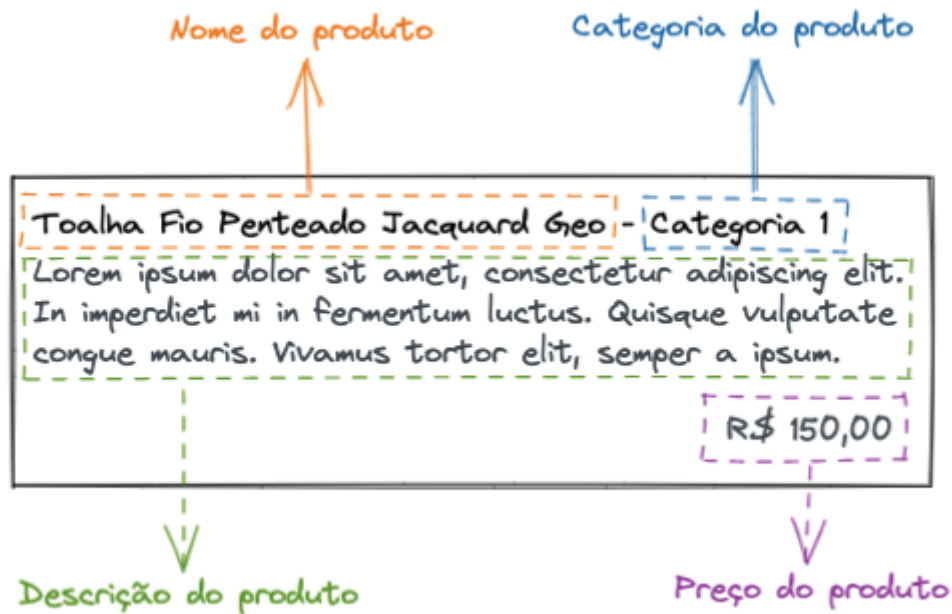 Nome do produto
Categoria do produto
Toalha Fio Penteado Jacquard Geo - Categoria 1
Lorem ipsum dolor sit amet, consectetur adipiscing elit.
In imperdiet mi in fermentum luctus. Quisque vulputate
congue mauris. Vivamus tortor elit, semper a ipsum.
R$ 150,00
Descrição do produto
Preço do produto